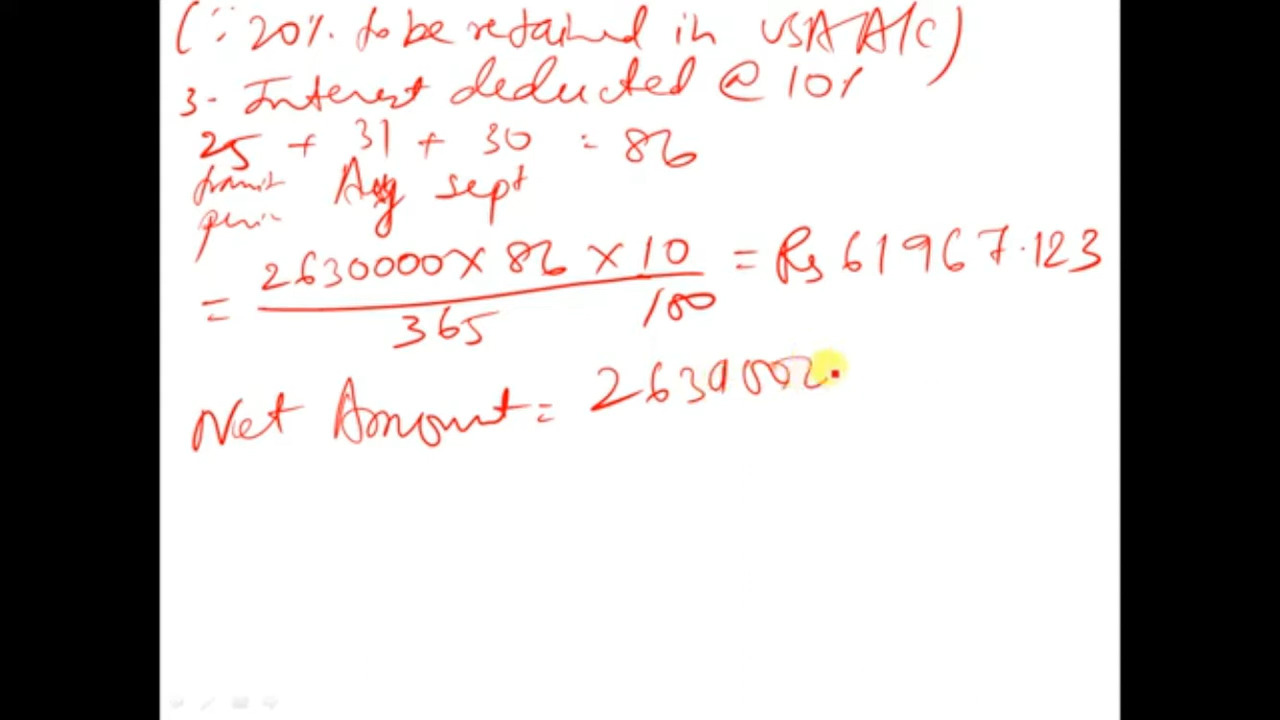 (∵ 20% to be retained in USA A/c)
3. Interest deducted @ 10%
25 + 31 + 30 = 86
transit Aug sept
= 2630000 × 86 × 10 = Rs 61967.123
365 100
Net Amount =